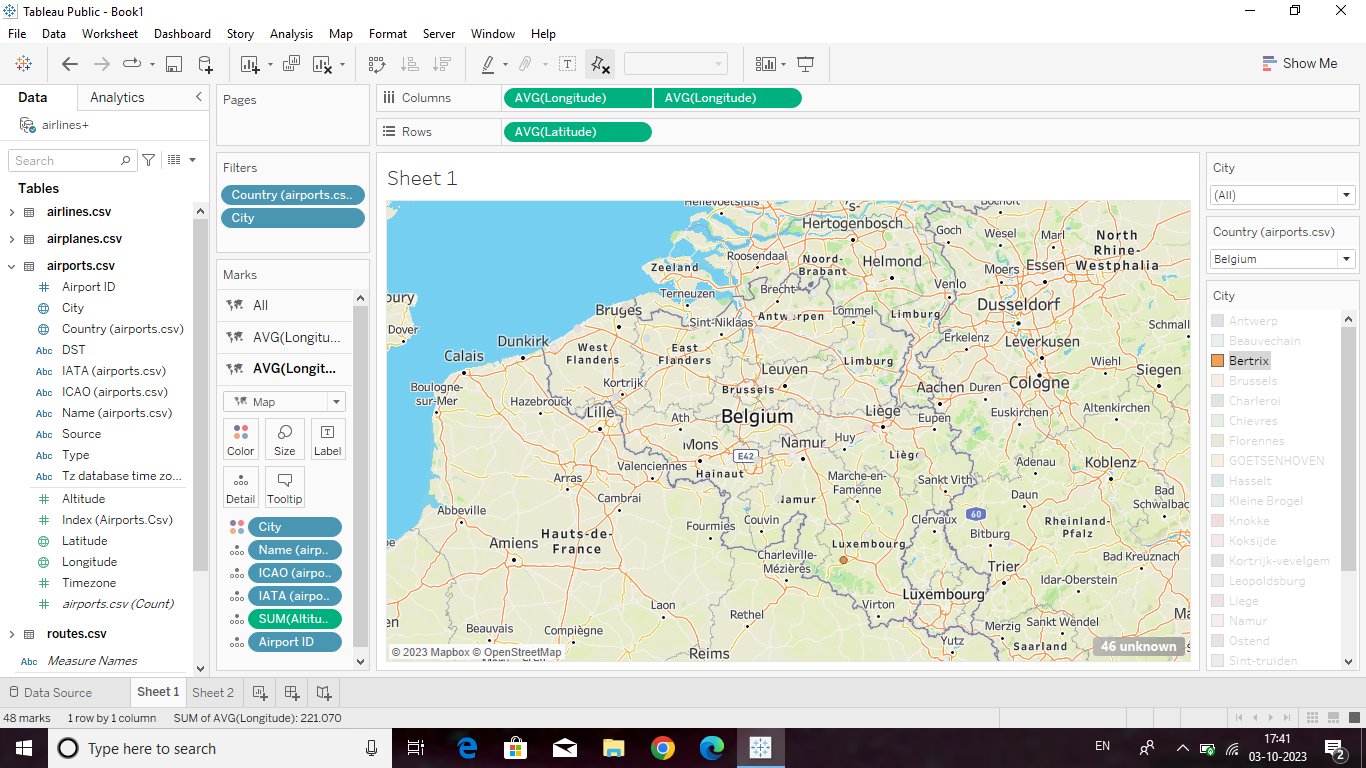 Tableau Public - Book1
File Data Worksheet Dashboard Story Analysis Map Format Server Window Help
Show Me
Data Analytics
airlines+
Search
Tables
airlines.csv
airplanes.csv
airports.csv
Airport ID
City
Country (airports.csv)
Abc DST
Abc IATA (airports.csv)
Abc ICAO (airports.csv)
Abc Name (airports.csv)
Abc Source
Abc Type
Abc Tz database time zo...
Altitude
Index (Airports.Csv)
Latitude
Longitude
Timezone
airports.csv (Count)
routes.csv
Abc Measure Names
Pages
Filters
Country (airports.cs..
City
Marks
All
AVG(Longitu...
AVG(Longit...
Map
Color Size Label
Detail Tooltip
City
Name (airp..
ICAO (airpo..
IATA (airpo..
SUM(Altitu..
Airport ID
Columns AVG(Longitude) AVG(Longitude)
Rows AVG(Latitude)
Sheet 1
Hellevoetsluis
's-
Hertogenbosch
Bocholt
Goch
Wesel
Marl
North
Rhine-
Westphalia
Roosendaal
Noord-
Brabant
Helmond
Zeeland
Moers
Essen
Terneuzen
Brecht
Venlo
Dusseldorf
bury
Bruges
Sint-Niklaas
Antwerpen
Lommel
Limburg
Dover
Dunkirk
Calais
West
Flanders
East
Flanders
Leuven
Limburg
Erkelenz
Leverkusen
Schmall
Wiehl
Siegen
Boulogne-
sur-Mer
Hazebrouck
Kortrijk
Brussels
Aachen
Duren
Cologne
Lille
Ath
Belgium
Liège
Eupen
Euskirchen
Altenkirchen
Mons
Namur
Huy
E42
Liège
Valenciennes
Hainaut
Marche-en-
Famenne
Sankt Vith
Adenau
Koblenz
Arras
Cambrai
Namur
Daun
Bad
Schwalbac
Abbeville
Fourmies
Couvin
Clervaux
60
Rheinland-
Pfalz
Amiens
Hauts-de-
France
Luxembourg
Bitburg
Charleville-
Mézières
Trier
Bad Kreuznach
Idar-Oberstein
Laon
Rethel
Virton
Luxembourg
Beauvais
Compiègne
Reims
Yutz
Merzig
Sankt Wendel
Saarland
© 2023 Mapbox © OpenStreetMap
46 unknown
City
(All)
Country (airports.csv)
Belgium
City
Antwerp
Beauvechain
Bertrix
Brussels
Charleroi
Chievres
Florennes
GOETSENHOVEN
Hasselt
Kleine Brogel
Knokke
Koksijde
Kortrijk-vevelgem
Leopoldsburg
Liege
Namur
Ostend
Sint-truiden
Data Source Sheet 1 Sheet 2
48 marks 1 row by 1 column SUM of AVG(Longitude): 221.070
Type here to search
EN
17:41
03-10-2023
2